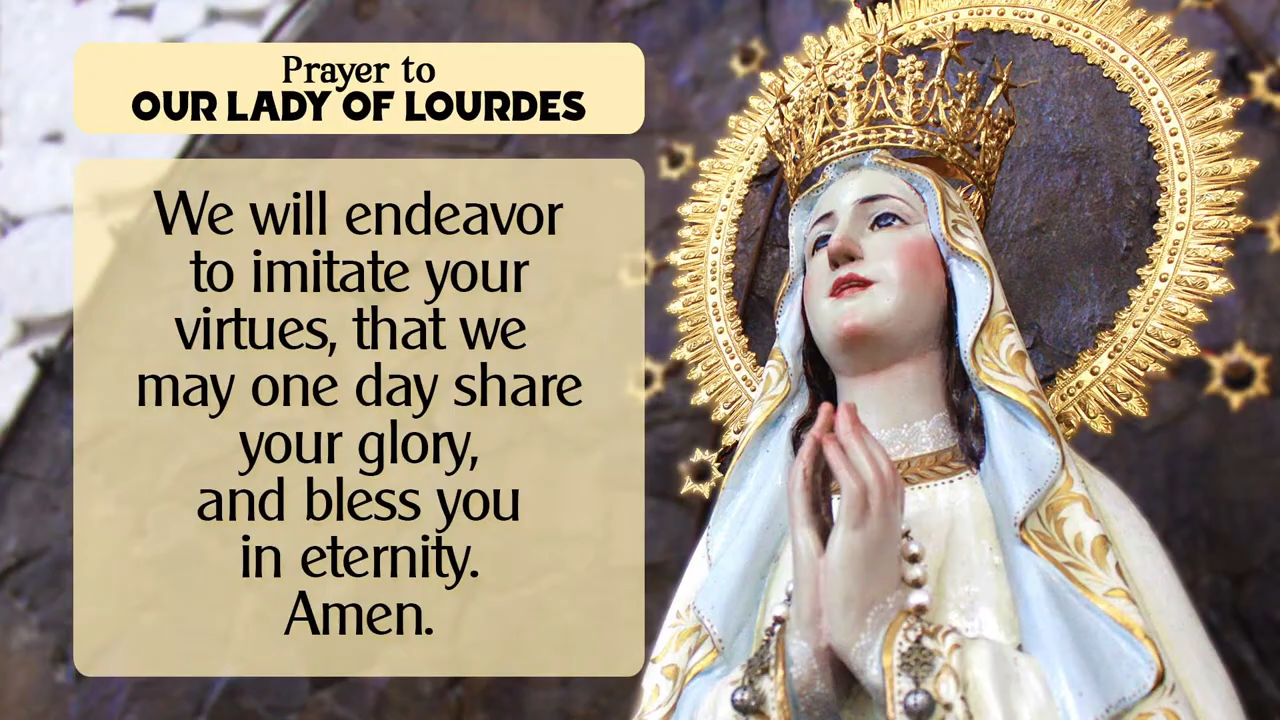 Prayer to
OUR LADY OF LOURDES
We will endeavor
to imitate your
virtues, that we
may one day share
your glory,
and bless you
in eternity.
Amen.